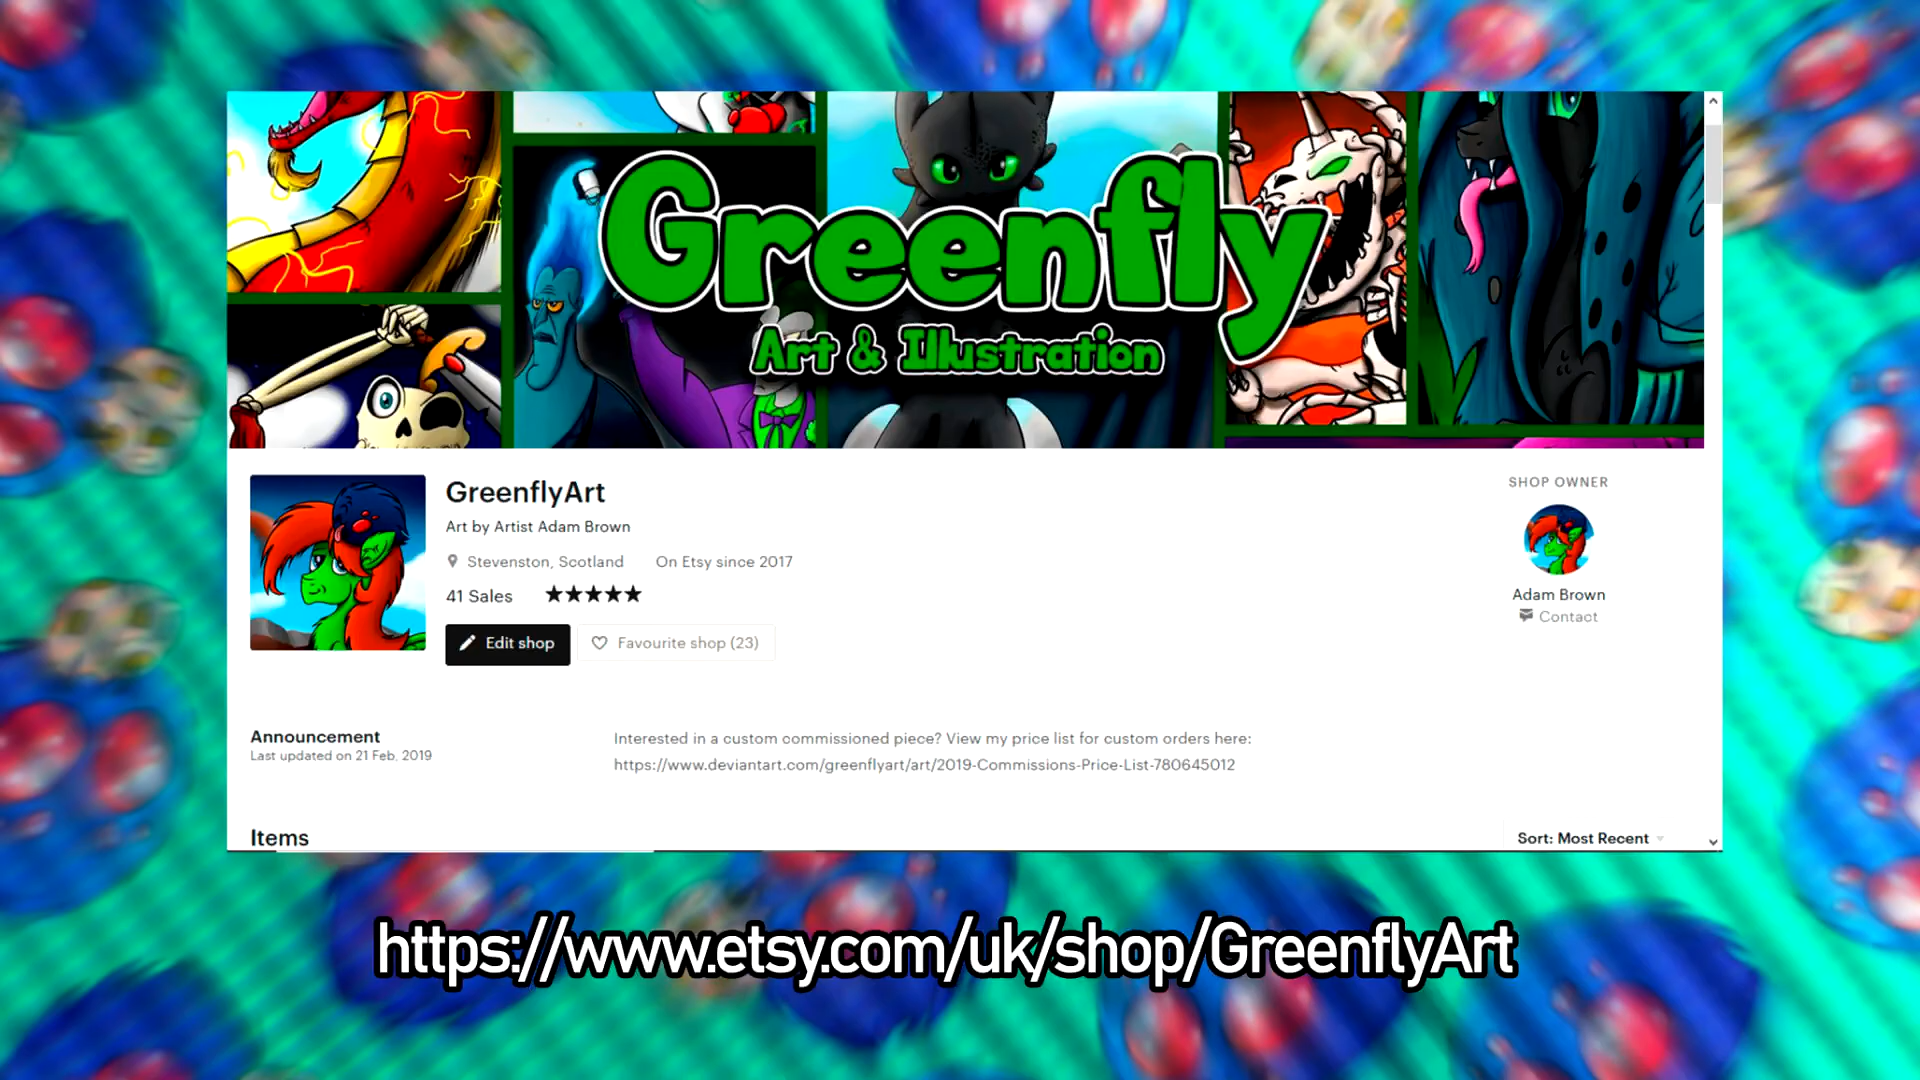 Greenfly
Art & Illustration
GreenflyArt
Art by Artist Adam Brown
Stevenston, Scotland On Etsy since 2017
41 Sales
Edit shop Favourite shop (23)
SHOP OWNER
Adam Brown
Contact
Announcement
Last updated on 21 Feb, 2019
Interested in a custom commissioned piece? View my price list for custom orders here:
https://www.deviantart.com/greenflyart/art/2019-Commissions-Price-List-780645012
Items
Sort: Most Recent
https://www.etsy.com/uk/shop/GreenflyArt